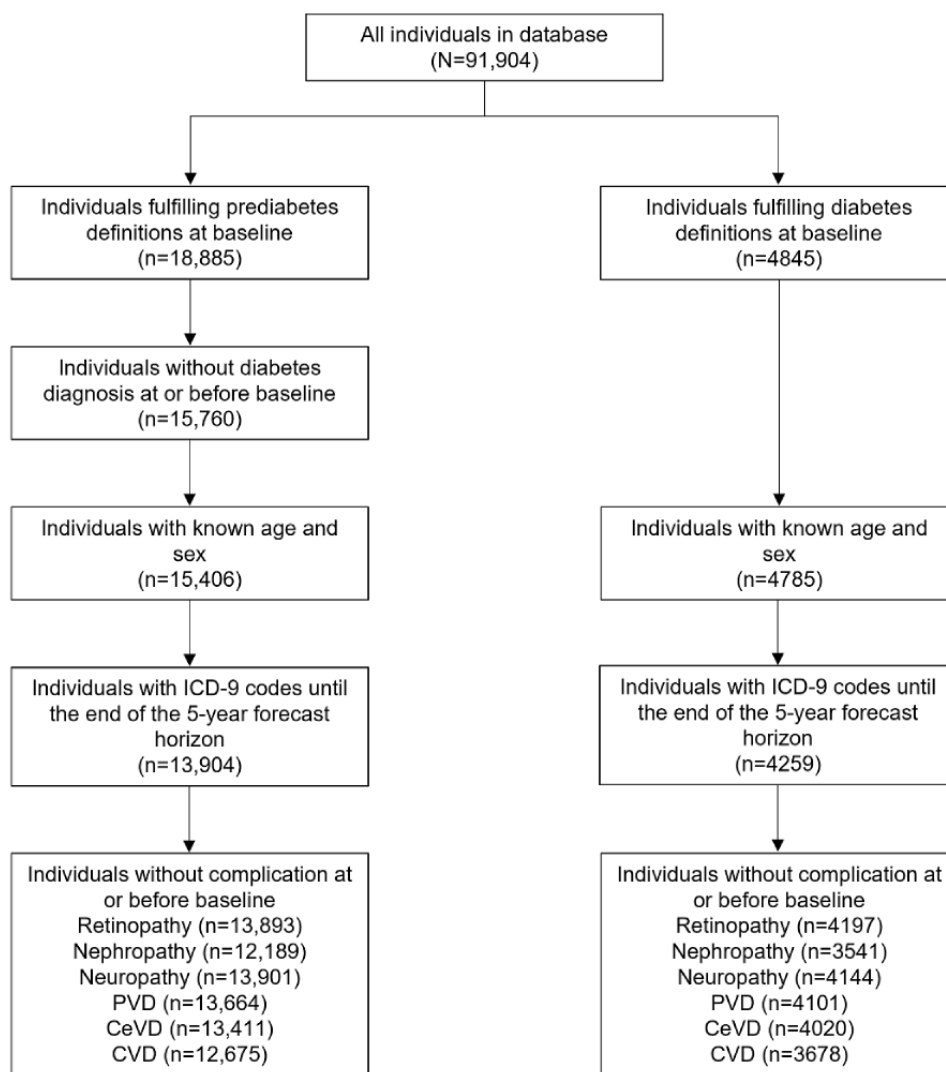 All individuals in database
(N=91,904)
Individuals fulfilling prediabetes
definitions at baseline
(n=18,885)
Individuals without diabetes
diagnosis at or before baseline
(n=15,760)
Individuals with known age and
sex
(n=15,406)
Individuals with ICD-9 codes until
the end of the 5-year forecast
horizon
(n=13,904)
Individuals without complication at
or before baseline
Retinopathy (n=13,893)
Nephropathy (n=12,189)
Neuropathy (n=13,901)
PVD (n=13,664)
CeVD (n=13,411)
CVD (n=12,675)
Individuals fulfilling diabetes
definitions at baseline
(n=4845)
Individuals with known age and
sex
(n=4785)
Individuals with ICD-9 codes until
the end of the 5-year forecast
horizon
(n=4259)
Individuals without complication at
or before baseline
Retinopathy (n=4197)
Nephropathy (n=3541)
Neuropathy (n=4144)
PVD (n=4101)
CeVD (n=4020)
CVD (n=3678)